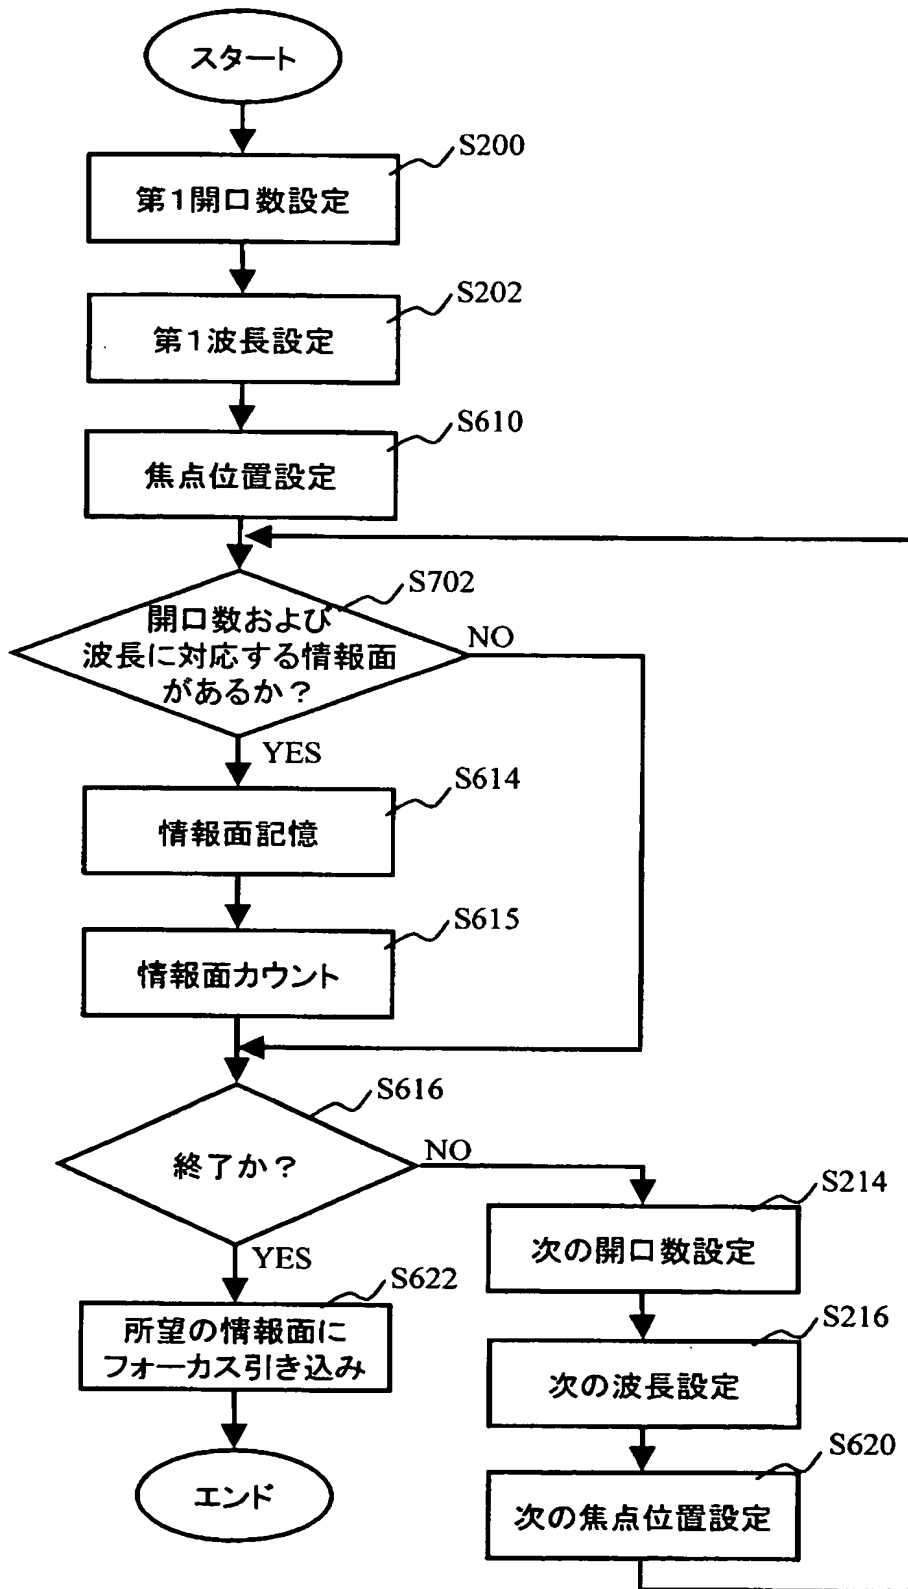 スタート
S200
第1開口数設定
S202
第1波長設定
S610
焦点位置設定
S702
開口数および
波長に対応する情報面
があるか?
NO
YES
S614
情報面記憶
S615
情報面カウント
S616
終了か?
NO
YES
S214
次の開口数設定
S216
次の波長設定
S620
次の焦点位置設定
S622
所望の情報面に
フォーカス引き込み
エンド